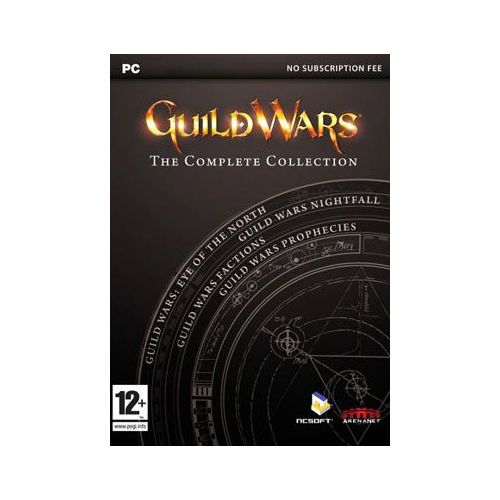 PC
NO SUBSCRIPTION FEE
GUILD WARS
THE COMPLETE COLLECTION
GUILD WARS: EYE OF THE NORTH
GUILD WARS NIGHTFALL
GUILD WARS FACTIONS
GUILD WARS PROPHECIES
12+
www.pegi.info
NCSOFT
ARENANET